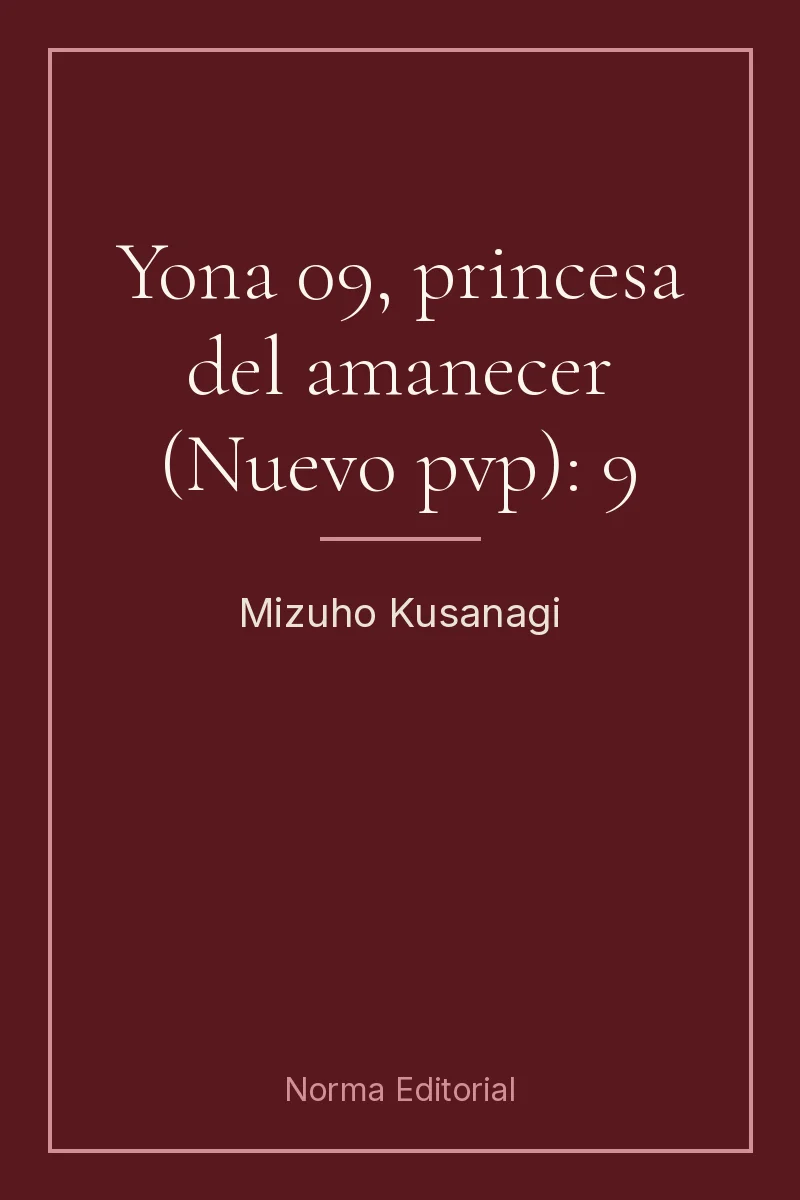 Yona 09, princesa
del amanecer
(Nuevo pvp): 9
Mizuho Kusanagi
Norma Editorial